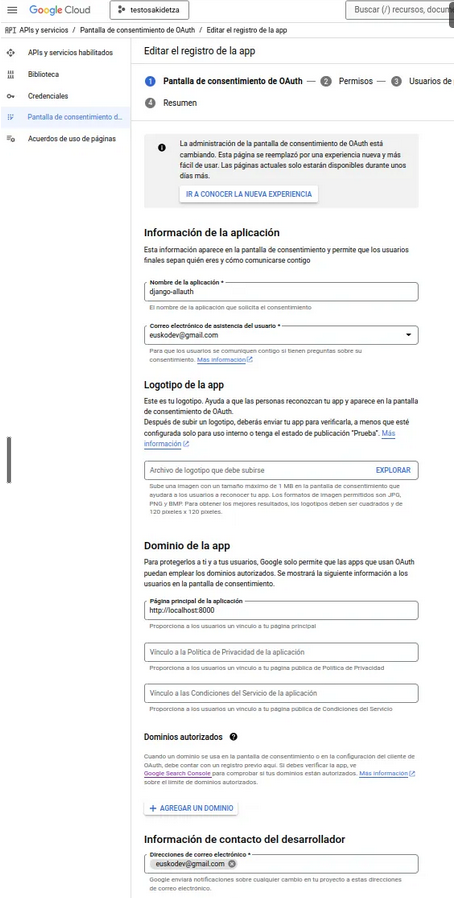 Google Cloud
testosakidetza
Buscar (/) recursos, docume
API APIs y servicios / Pantalla de consentimiento de OAuth / Editar el registro de la app
APIs y servicios habilitados
Biblioteca
Credenciales
Pantalla de consentimiento d...
Acuerdos de uso de páginas
Editar el registro de la app
1 Pantalla de consentimiento de OAuth — 2 Permisos — 3 Usuarios de
4 Resumen
La administración de la pantalla de consentimiento de OAuth está
cambiando. Esta página se reemplazó por una experiencia nueva y más
fácil de usar. Las páginas actuales solo estarán disponibles durante unos
días más.
IR A CONOCER LA NUEVA EXPERIENCIA
Información de la aplicación
Esta información aparece en la pantalla de consentimiento y permite que los usuarios
finales sepan quién eres y cómo comunicarse contigo
Nombre de la aplicación *
django-allauth
El nombre de la aplicación que solicita el consentimiento
Correo electrónico de asistencia del usuario *
euskodev@gmail.com
Para que los usuarios se comuniquen contigo si tienen preguntas sobre su
consentimiento. Más información
Logotipo de la app
Este es tu logotipo. Ayuda a que las personas reconozcan tu app y aparece en la pantalla
de consentimiento de OAuth.
Después de subir un logotipo, deberás enviar tu app para verificarla, a menos que esté
configurada solo para uso interno o tenga el estado de publicación "Prueba". Más
información
Archivo de logotipo que debe subirse
EXPLORAR
Sube una imagen con un tamaño máximo de 1 MB en la pantalla de consentimiento que
ayudará a los usuarios a reconocer tu app. Los formatos de imagen permitidos son JPG,
PNG y BMP. Para obtener los mejores resultados, los logotipos deben ser cuadrados y de
120 píxeles x 120 píxeles.
Dominio de la app
Para protegerlos a ti y a tus usuarios, Google solo permite que las apps que usan OAuth
puedan emplear los dominios autorizados. Se mostrará la siguiente información a los
usuarios en la pantalla de consentimiento.
Página principal de la aplicación
http://localhost:8000
Proporciona a los usuarios un vínculo a tu página principal
Vínculo a la Política de Privacidad de la aplicación
Proporciona a los usuarios un vínculo a tu página pública de Política de Privacidad
Vínculo a las Condiciones del Servicio de la aplicación
Proporciona a los usuarios un vínculo a tu página pública de Condiciones del Servicio
Dominios autorizados ?
Cuando un dominio se usa en la pantalla de consentimiento o en la configuración del cliente de
OAuth, debe contar con un registro previo aquí. Si debes verificar la app, ve
Google Search Console para comprobar si tus dominios están autorizados. Más información
sobre el límite de dominios autorizados.
+ AGREGAR UN DOMINIO
Información de contacto del desarrollador
Direcciones de correo electrónico *
euskodev@gmail.com
Google enviará notificaciones sobre cualquier cambio en tu proyecto a estas direcciones
de correo electrónico.